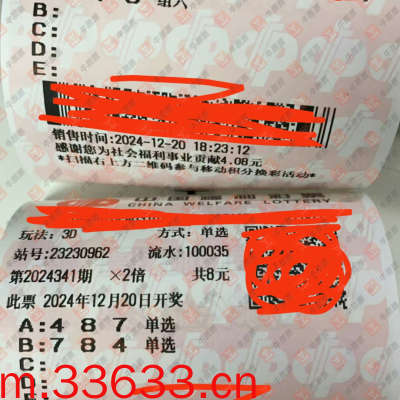 组六
B:
C:
D:
E:
销售时间:2024-12-20 18:23:12
感谢您为社会福利事业贡献4.08元
*扫描右上方二维码参与移动积分换彩活动*
CHINA WELFARE LOTTERY
玩法:3D 方式:单选
站号:23230962 流水:100035
第2024341期 ×2倍 共8元
此票 2024年12月20日开奖
A:4 8 7 单选
B:7 8 4 单选
C:
D:
m.33633.cn